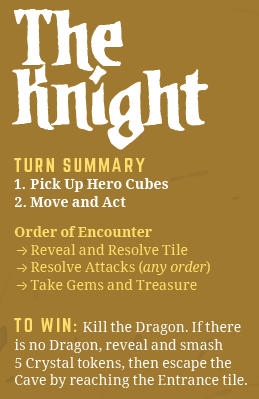 The
Knight
TURN SUMMARY
1. Pick Up Hero Cubes
2. Move and Act
Order of Encounter
→ Reveal and Resolve Tile
→ Resolve Attacks (any order)
→ Take Gems and Treasure
TO WIN: Kill the Dragon. If there
is no Dragon, reveal and smash
5 Crystal tokens, then escape the
Cave by reaching the Entrance tile.